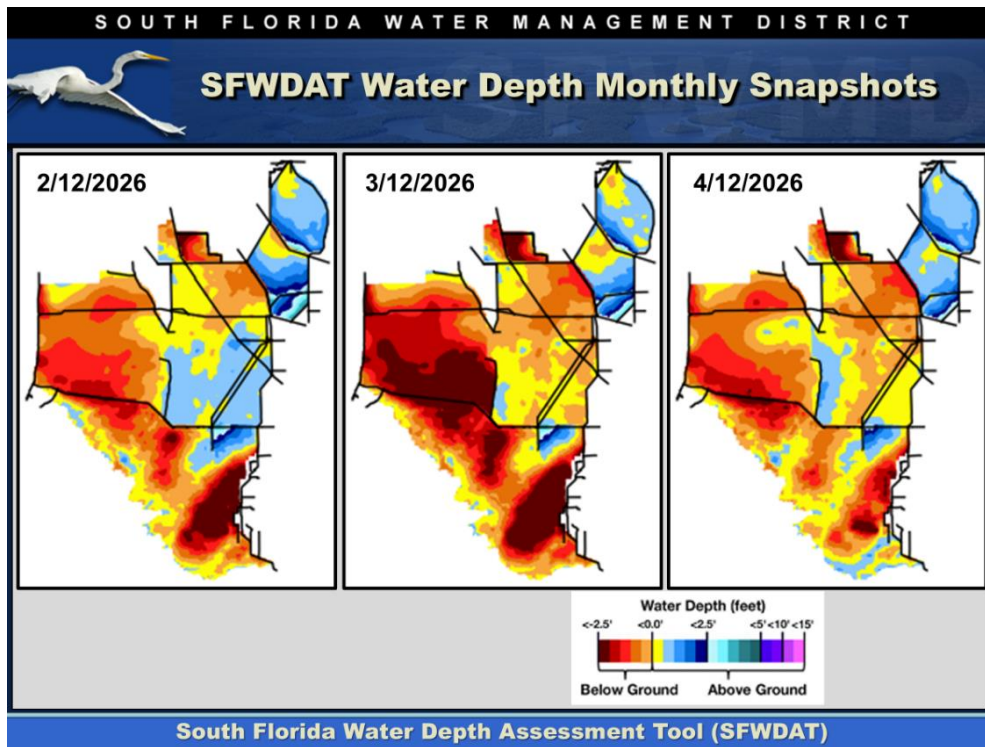 SOUTH FLORIDA WATER MANAGEMENT DISTRICT
SFWMD
SFWDAT Water Depth Monthly Snapshots
2/12/2026
3/12/2026
4/12/2026
Water Depth (feet)
<-2.5' <0.0' <2.5' <5' <10' <15'
Below Ground Above Ground
South Florida Water Depth Assessment Tool (SFWDAT)